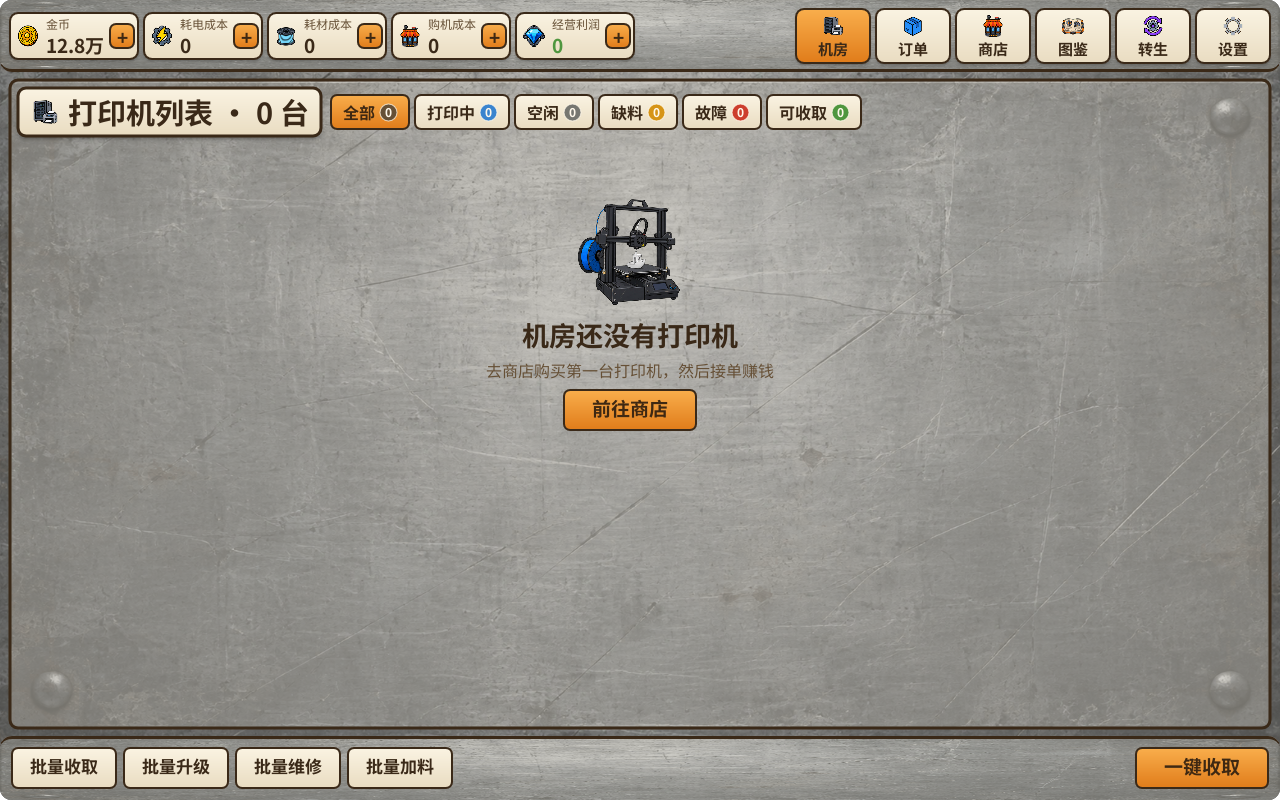 金币
12.8万
+
耗电成本
0
+
耗材成本
0
+
购机成本
0
+
经营利润
0
+
机房
订单
商店
图鉴
转生
设置
打印机列表 · 0 台
全部 0
打印中 0
空闲 0
缺料 0
故障 0
可收取 0
机房还没有打印机
去商店购买第一台打印机，然后接单赚钱
前往商店
批量收取
批量升级
批量维修
批量加料
一键收取